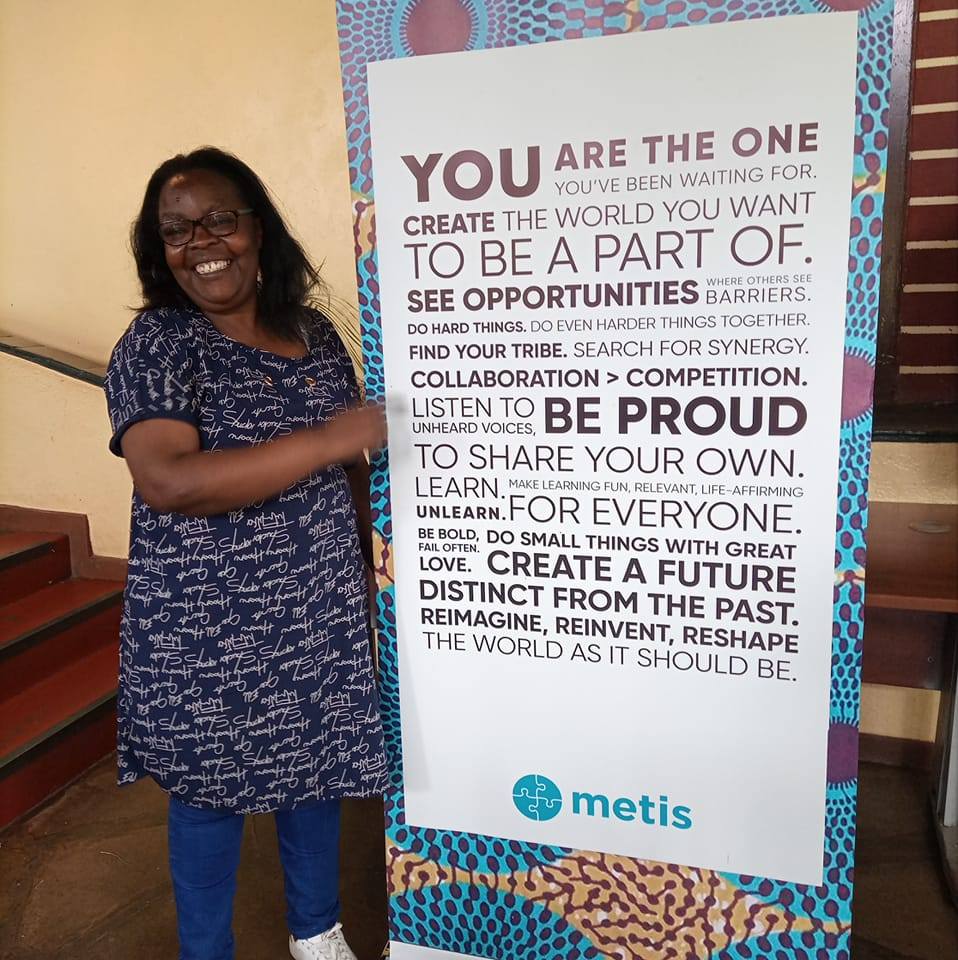 YOU ARE THE ONE
YOU'VE BEEN WAITING FOR.
CREATE THE WORLD YOU WANT
TO BE A PART OF.
SEE OPPORTUNITIES WHERE OTHERS SEE
BARRIERS.
DO HARD THINGS. DO EVEN HARDER THINGS TOGETHER.
FIND YOUR TRIBE. SEARCH FOR SYNERGY.
COLLABORATION > COMPETITION.
LISTEN TO
UNHEARD VOICES, BE PROUD
TO SHARE YOUR OWN.
LEARN. MAKE LEARNING FUN, RELEVANT, LIFE-AFFIRMING
UNLEARN. FOR EVERYONE.
BE BOLD,
FAIL OFTEN. DO SMALL THINGS WITH GREAT
LOVE. CREATE A FUTURE
DISTINCT FROM THE PAST.
REIMAGINE, REINVENT, RESHAPE
THE WORLD AS IT SHOULD BE.
metis